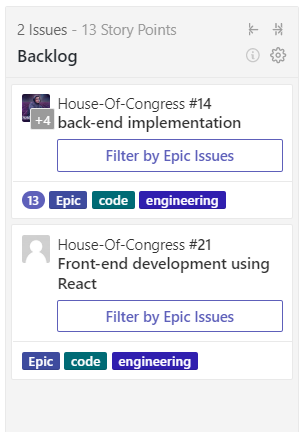 2 Issues - 13 Story Points
Backlog
House-Of-Congress #14
+4
back-end implementation
Filter by Epic Issues
13 Epic code engineering
House-Of-Congress #21
Front-end development using
React
Filter by Epic Issues
Epic code engineering